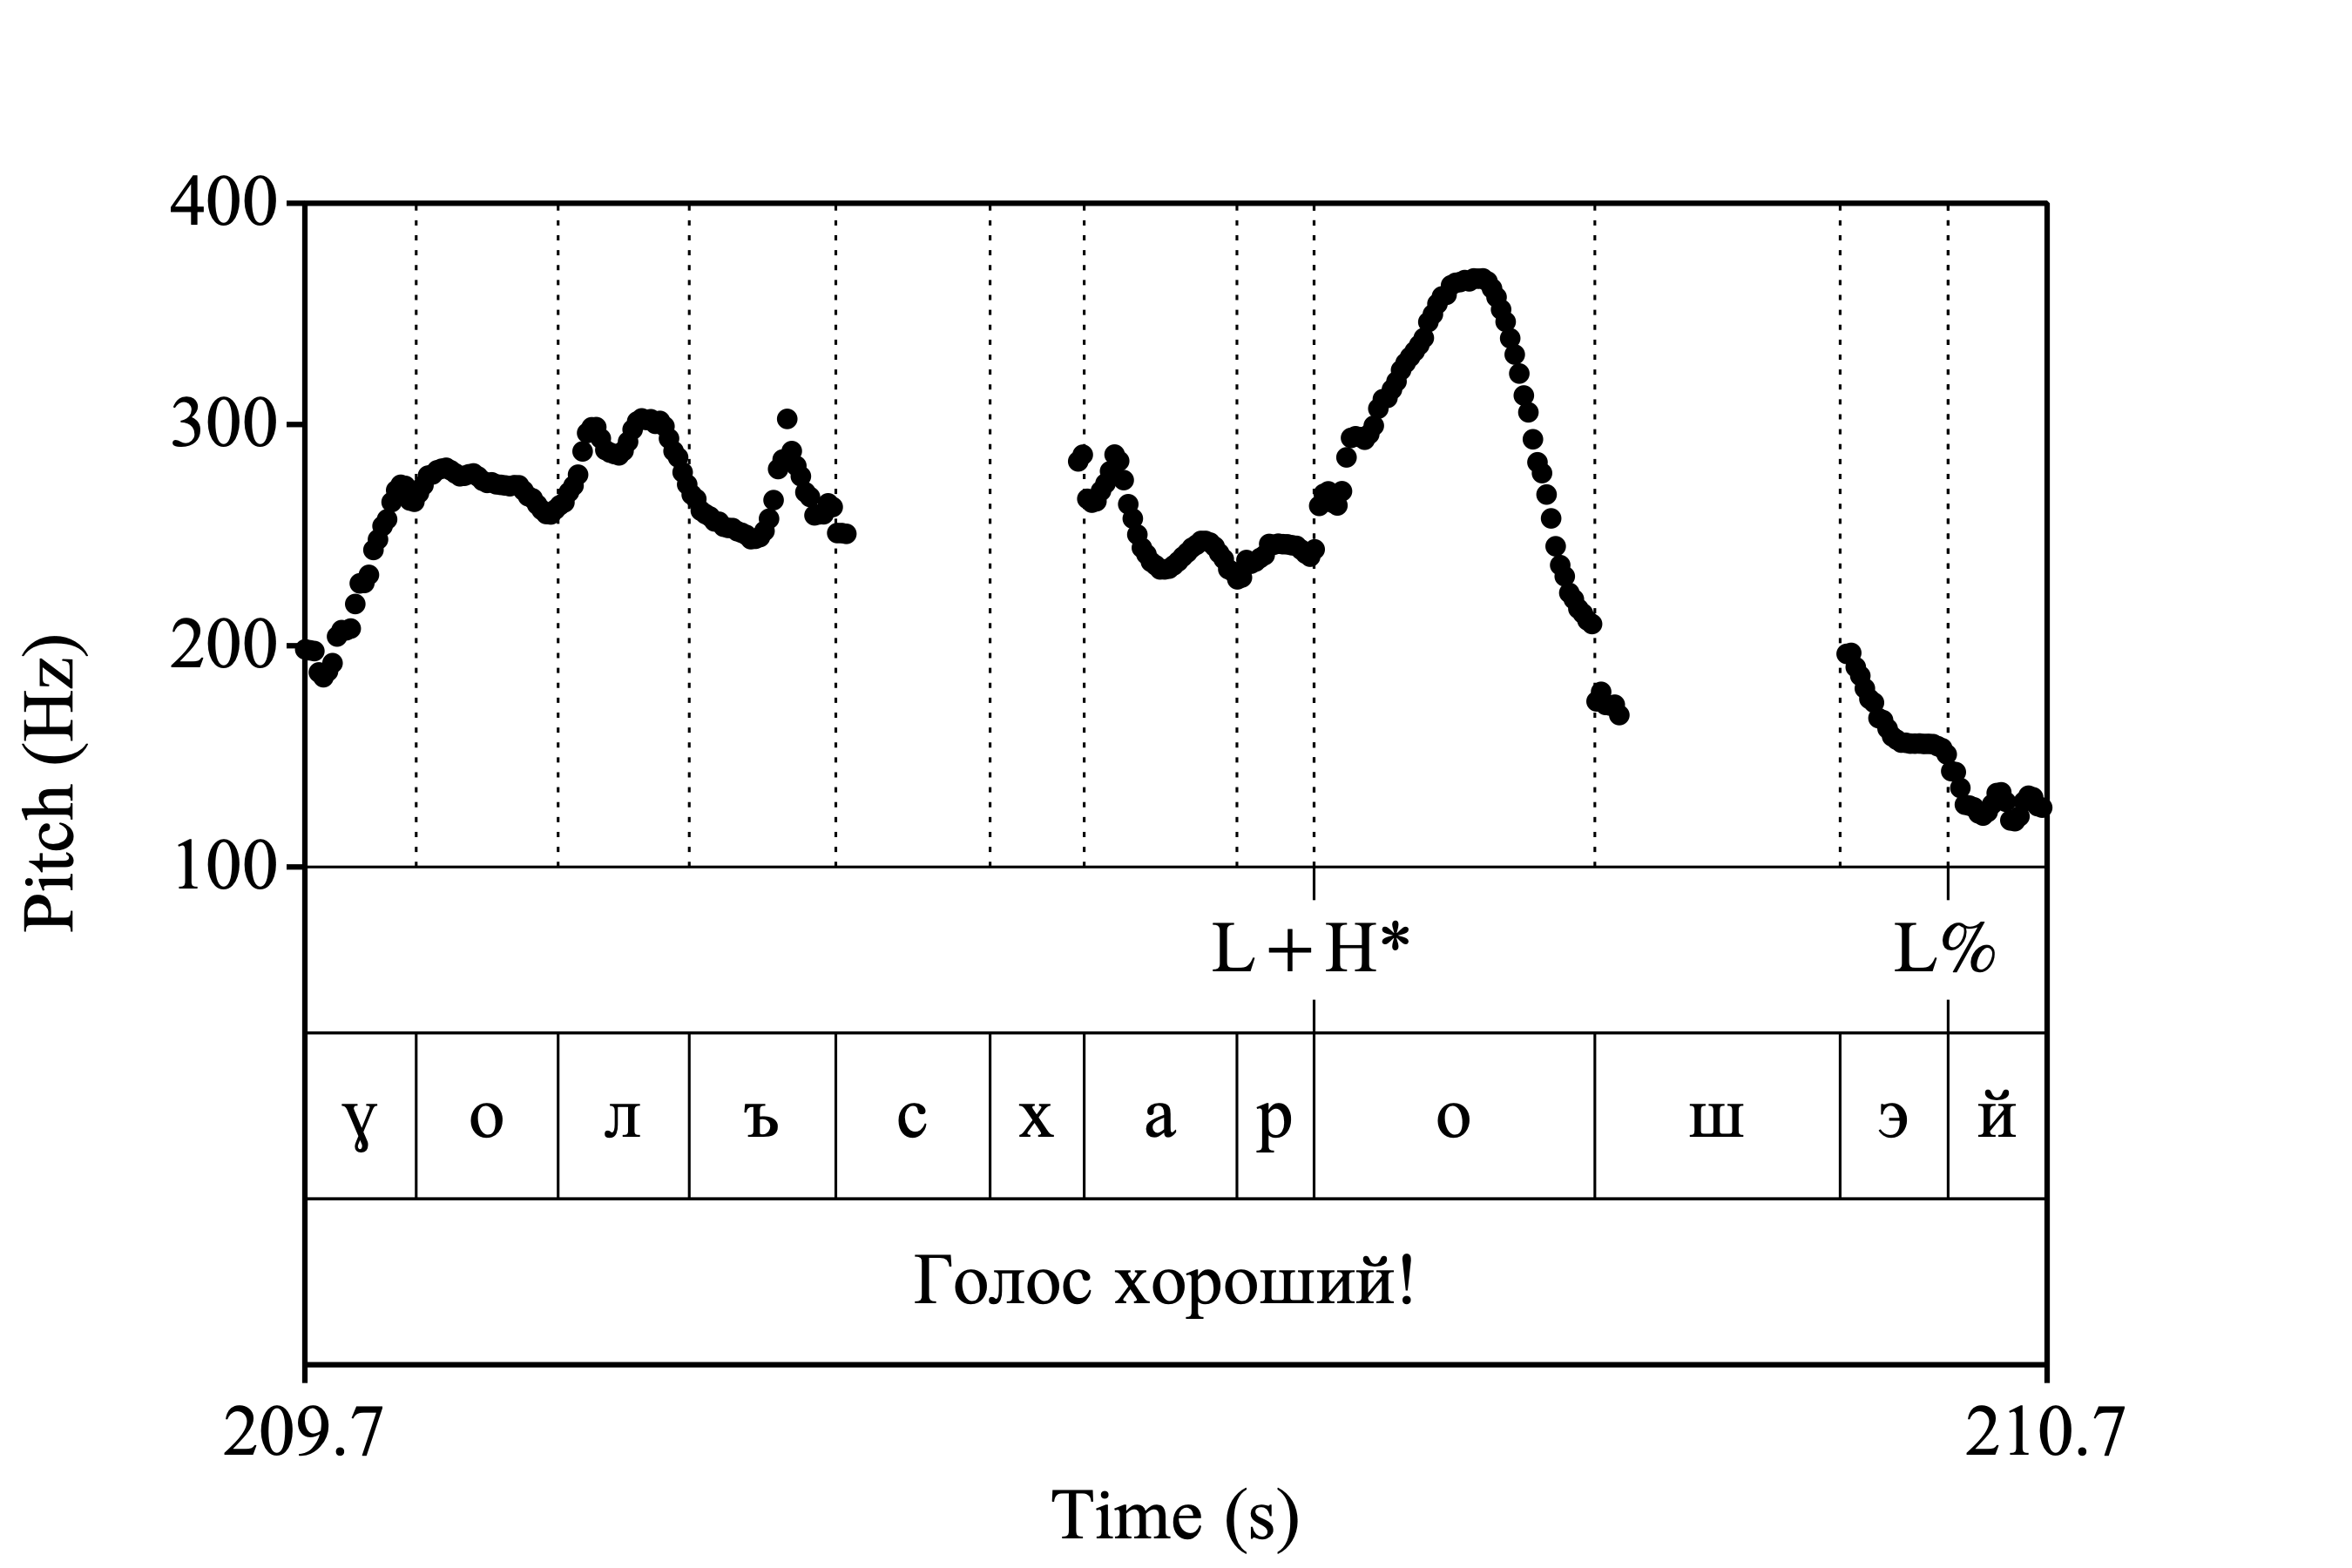 400
300
200
100
Pitch (Hz)
L+H* L%
ɣ о л ъ с х а р о ш э й
Голос хороший!
209.7 210.7
Time (s)